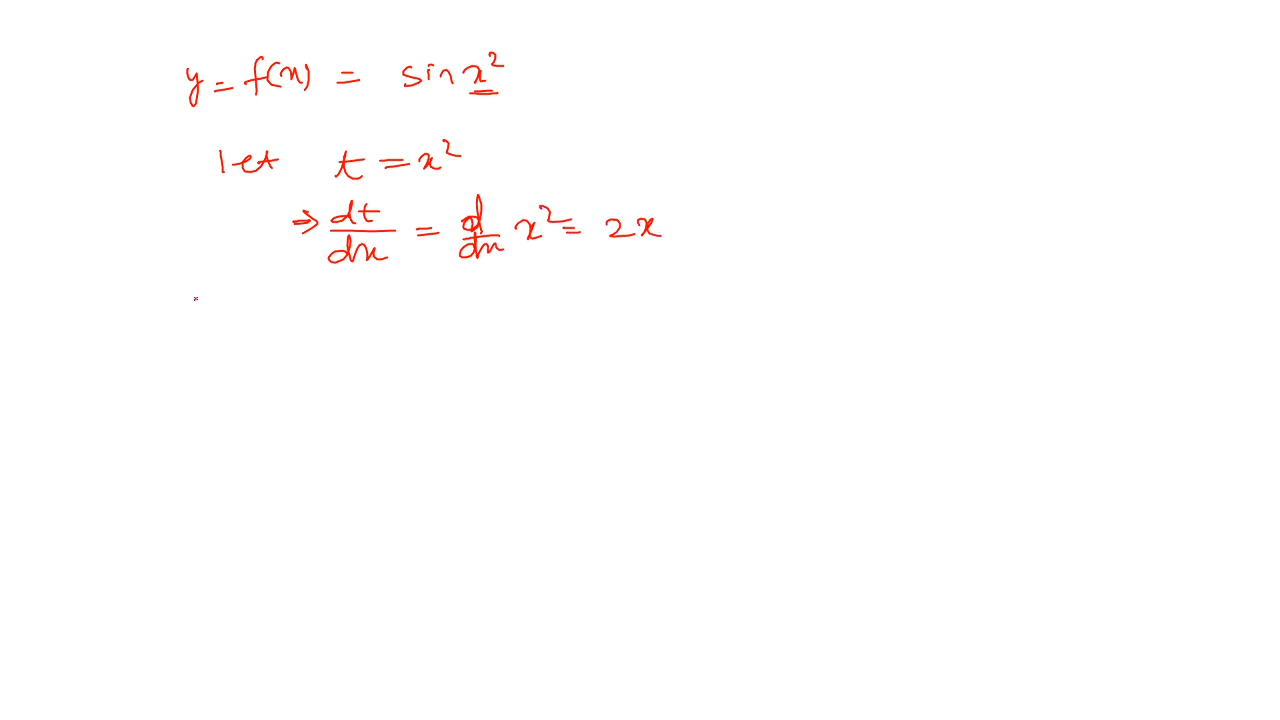 y = f(x) = sin x²
let t = x²
⇒ dt/dx = d/dx x² = 2x